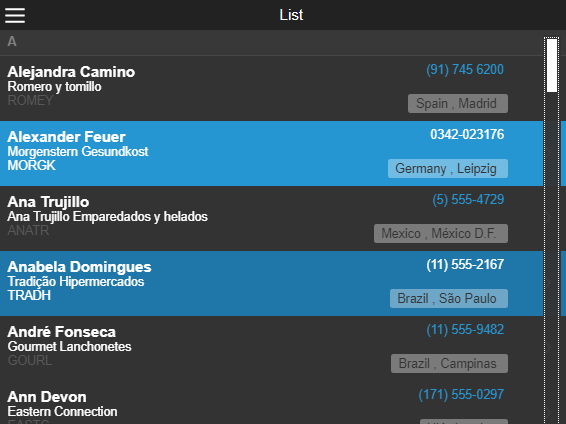 List
A
Alejandra Camino
(91) 745 6200
Romero y tomillo
ROMEY
Spain , Madrid
Alexander Feuer
0342-023176
Morgenstern Gesundkost
MORGK
Germany , Leipzig
Ana Trujillo
(5) 555-4729
Ana Trujillo Emparedados y helados
ANATR
Mexico , México D.F.
Anabela Domingues
(11) 555-2167
Tradição Hipermercados
TRADH
Brazil , São Paulo
André Fonseca
(11) 555-9482
Gourmet Lanchonetes
GOURL
Brazil , Campinas
Ann Devon
(171) 555-0297
Eastern Connection